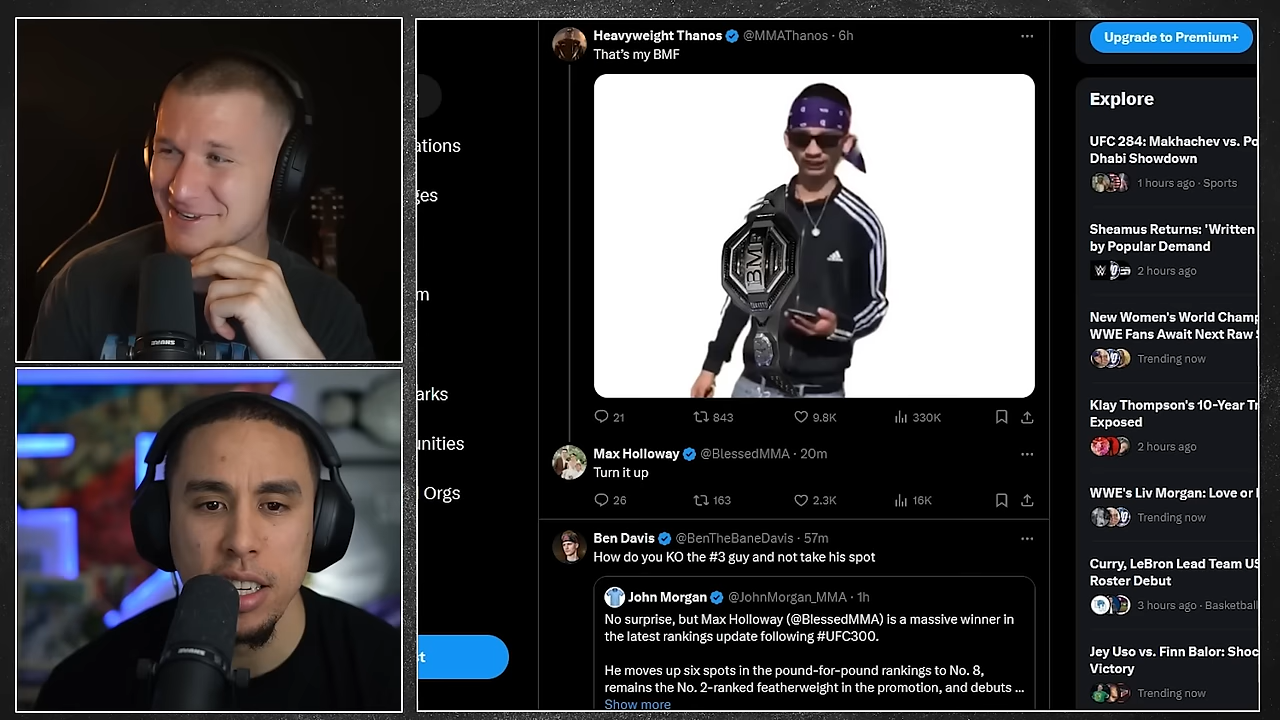 Heavyweight Thanos @MMAThanos · 6h
That's my BMF
BMF
21 843 9.8K 330K
Max Holloway @BlessedMMA · 20m
Turn it up
26 163 2.3K 16K
Ben Davis @BenTheBaneDavis · 57m
How do you KO the #3 guy and not take his spot
John Morgan @JohnMorgan_MMA · 1h
No surprise, but Max Holloway (@BlessedMMA) is a massive winner in
the latest rankings update following #UFC300.
He moves up six spots in the pound-for-pound rankings to No. 8,
remains the No. 2-ranked featherweight in the promotion, and debuts ...
Show more
ations
ges
m
arks
unities
Orgs
t
Upgrade to Premium+
Explore
UFC 284: Makhachev vs. Po
Dhabi Showdown
1 hours ago · Sports
Sheamus Returns: 'Written
by Popular Demand
2 hours ago
New Women's World Champ
WWE Fans Await Next Raw
Trending now
Klay Thmpson's 10-Year Tr
Exposed
2 hours ago
WWE's Liv Morgan: Love or
Trending now
Curry, LeBron Lead Team US
Roster Debut
3 hours ago · Basketball
Jey Uso vs. Finn Balor: Shoc
Victory
Trending now